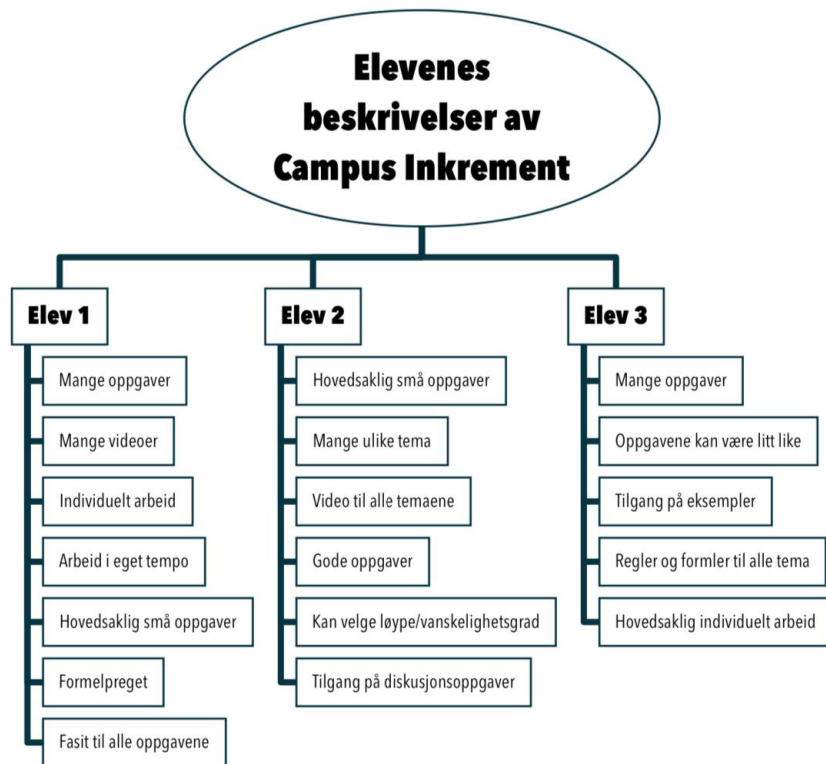 Elevenes
beskrivelser av
Campus Inkrement
Elev 1
Mange oppgaver
Mange videoer
Individuelt arbeid
Arbeid i eget tempo
Hovedsaklig små oppgaver
Formelpreget
Fasit til alle oppgavene
Elev 2
Hovedsaklig små oppgaver
Mange ulike tema
Video til alle temaene
Gode oppgaver
Kan velge løype/vanskelighetsgrad
Tilgang på diskusjonsoppgaver
Elev 3
Mange oppgaver
Oppgavene kan være litt like
Tilgang på eksempler
Regler og formler til alle tema
Hovedsaklig individuelt arbeid